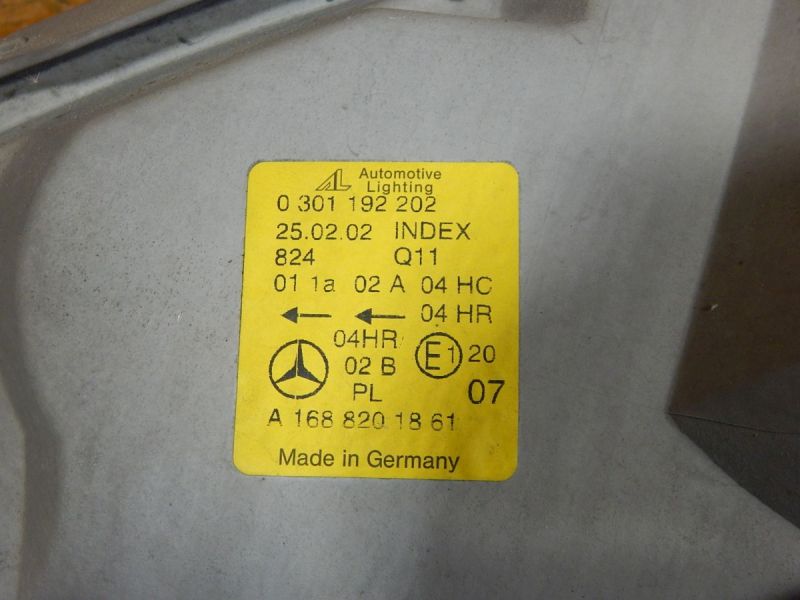 AL Automotive
Lighting
0 301 192 202
25.02.02 INDEX
824 Q11
01 1a 02 A 04 HC
← ← 04 HR
04HR
02 B E1 20
PL 07
A 168 820 18 61
Made in Germany